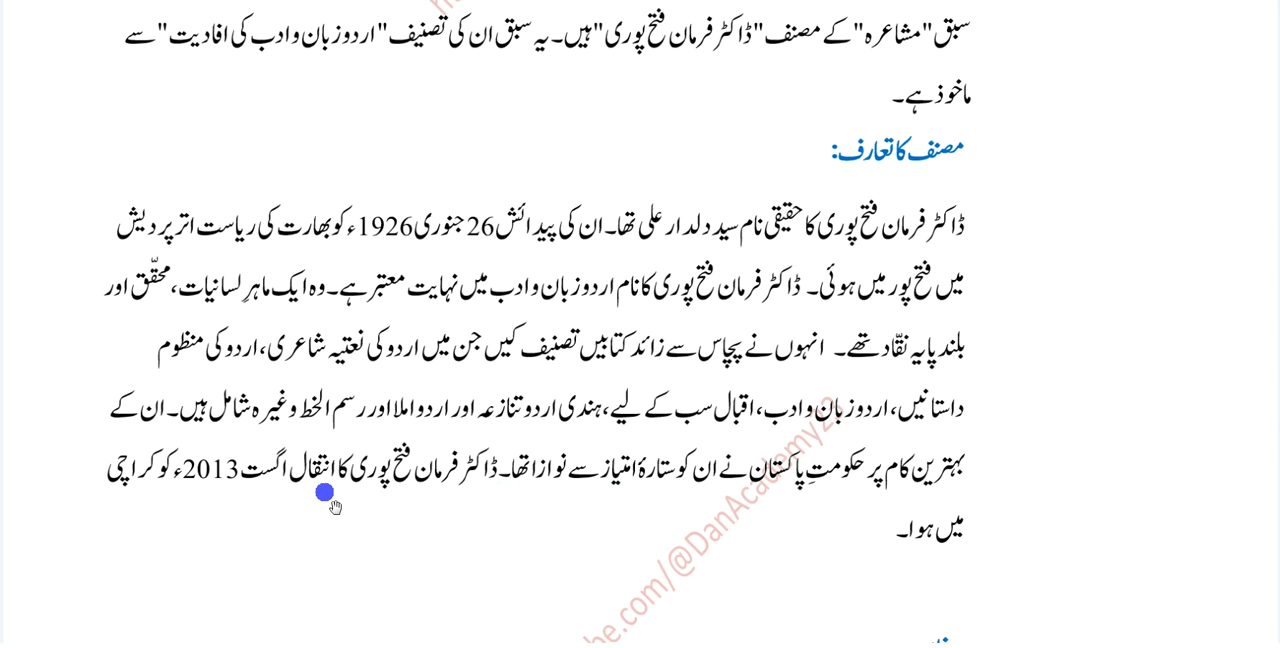 سبق "مشاعرہ" کے مصنف "ڈاکٹر فرمان فتح پوری" ہیں۔ یہ سبق ان کی تصنیف "اردو زبان و ادب کی افادیت" سے
ماخوذ ہے۔
مصنف کا تعارف:
ڈاکٹر فرمان فتح پوری کا حقیقی نام سید دلدار علی تھا۔ ان کی پیدائش 26 جنوری 1926ء کو بھارت کی ریاست اتر پردیش
میں فتح پور میں ہوئی۔ ڈاکٹر فرمان فتح پوری کا نام اردو زبان و ادب میں نہایت معتبر ہے۔ وہ ایک ماہرِ لسانیات، محقّق اور
بلند پایہ نقّاد تھے۔ انہوں نے پچاس سے زائد کتابیں تصنیف کیں جن میں اردو کی نعتیہ شاعری، اردو کی منظوم
داستانیں، اردو زبان و ادب، اقبال سب کے لیے، ہندی اردو تنازعہ اور اردو املا اور رسم الخط وغیرہ شامل ہیں۔ ان کے
بہترین کام پر حکومتِ پاکستان نے ان کو ستارۂ امتیاز سے نوازا تھا۔ ڈاکٹر فرمان فتح پوری کا انتقال اگست 2013ء کو کراچی
میں ہوا۔
be.com/@DanAcademy22